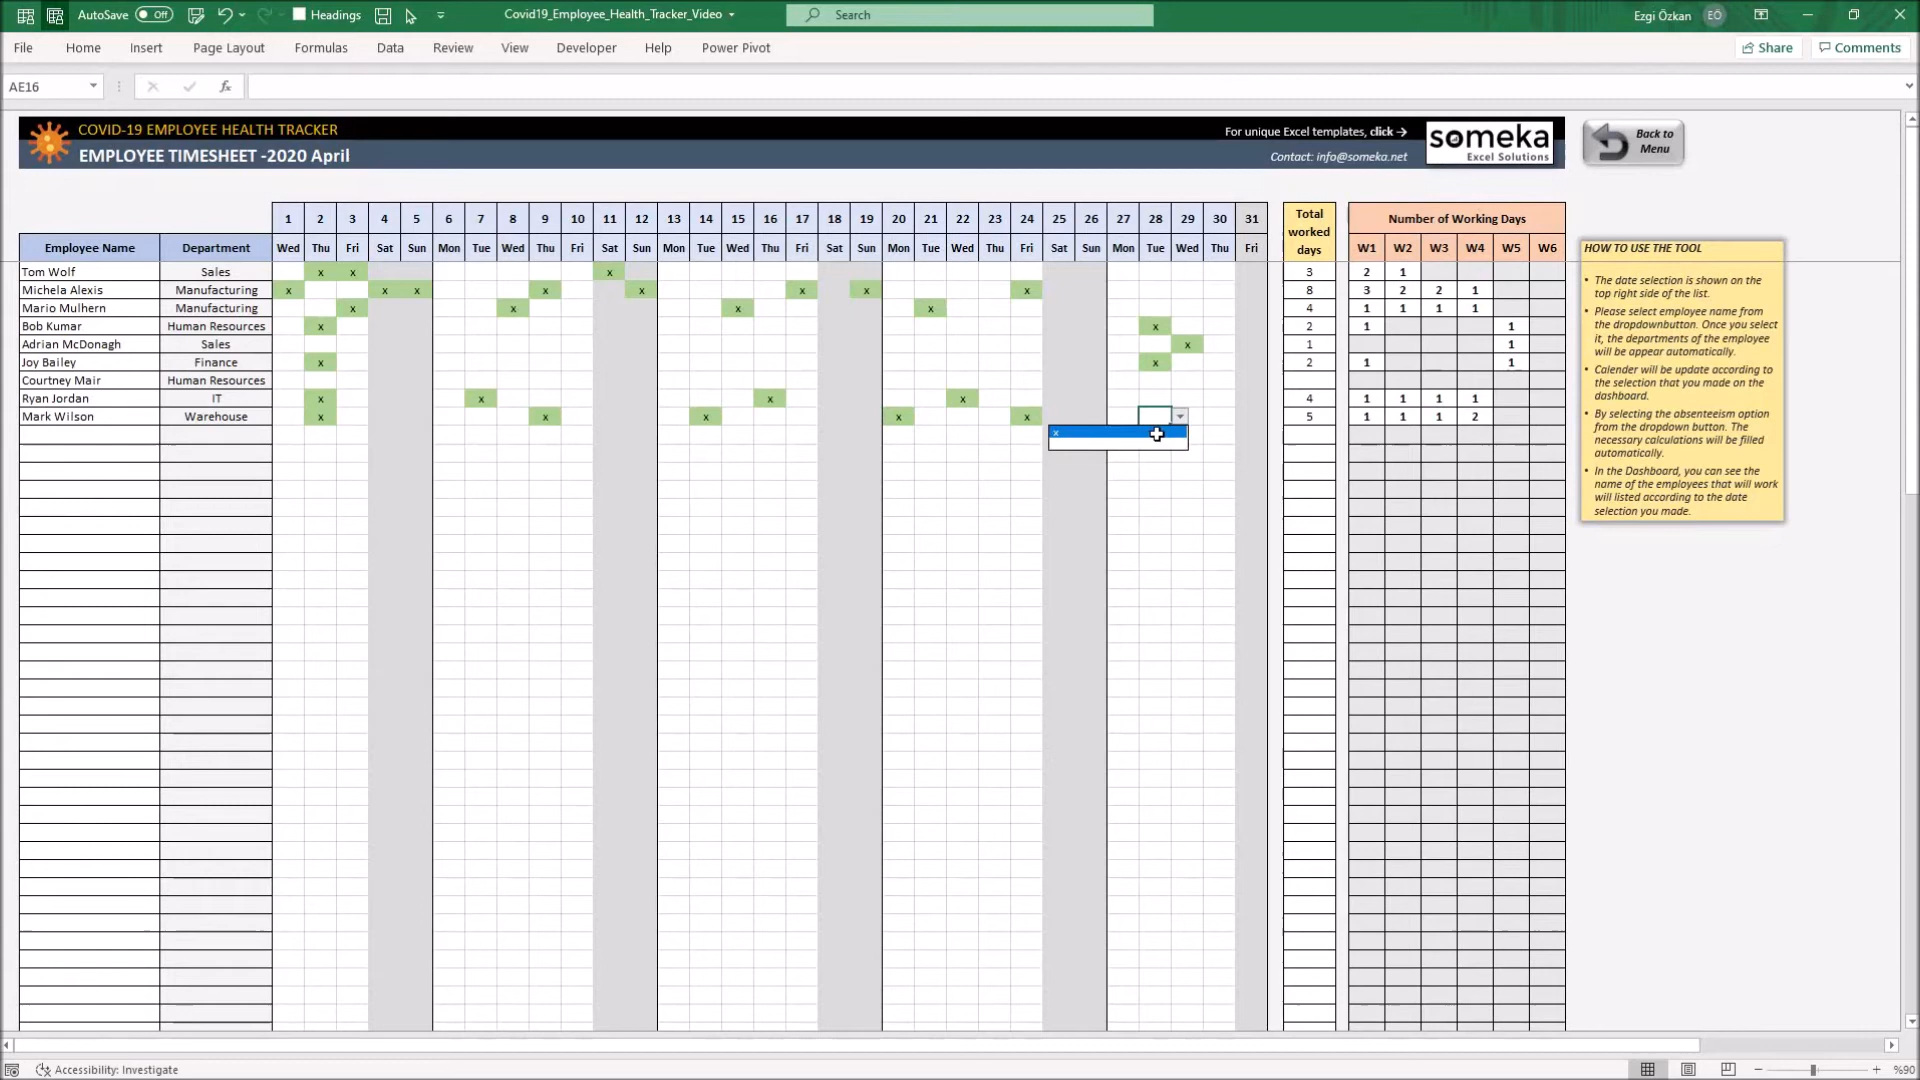 AutoSave Off Headings Covid19_Employee_Health_Tracker_Video Search Ezgi Özkan EÖ
File Home Insert Page Layout Formulas Data Review View Developer Help Power Pivot Share Comments
AE16 fx
COVID-19 EMPLOYEE HEALTH TRACKER
EMPLOYEE TIMESHEET -2020 April
For unique Excel templates, click →
Contact: info@someka.net
someka
Excel Solutions
Back to
Menu
1 2 3 4 5 6 7 8 9 10 11 12 13 14 15 16 17 18 19 20 21 22 23 24 25 26 27 28 29 30 31
Total
worked
days
Number of Working Days
Employee Name Department Wed Thu Fri Sat Sun Mon Tue Wed Thu Fri Sat Sun Mon Tue Wed Thu Fri Sat Sun Mon Tue Wed Thu Fri Sat Sun Mon Tue Wed Thu Fri W1 W2 W3 W4 W5 W6
Tom Wolf Sales x x x 3 2 1
Michela Alexis Manufacturing x x x x x x x x 8 3 2 2 1
Mario Mulhern Manufacturing x x x x 4 1 1 1 1
Bob Kumar Human Resources x x 2 1 1
Adrian McDonagh Sales x 1 1
Joy Bailey Finance x x 2 1 1
Courtney Mair Human Resources
Ryan Jordan IT x x x x 4 1 1 1 1
Mark Wilson Warehouse x x x x x 5 1 1 1 2
x
HOW TO USE THE TOOL
• The date selection is shown on the
top right side of the list.
• Please select employee name from
the dropdownbutton. Once you select
it, the departments of the employee
will be appear automatically.
• Calender will be update according to
the selection that you made on the
dashboard.
• By selecting the absenteeism option
from the dropdown button. The
necessary calculations will be filled
automatically.
• In the Dashboard, you can see the
name of the employees that will work
will listed according to the date
selection you made.
Accessibility: Investigate %90